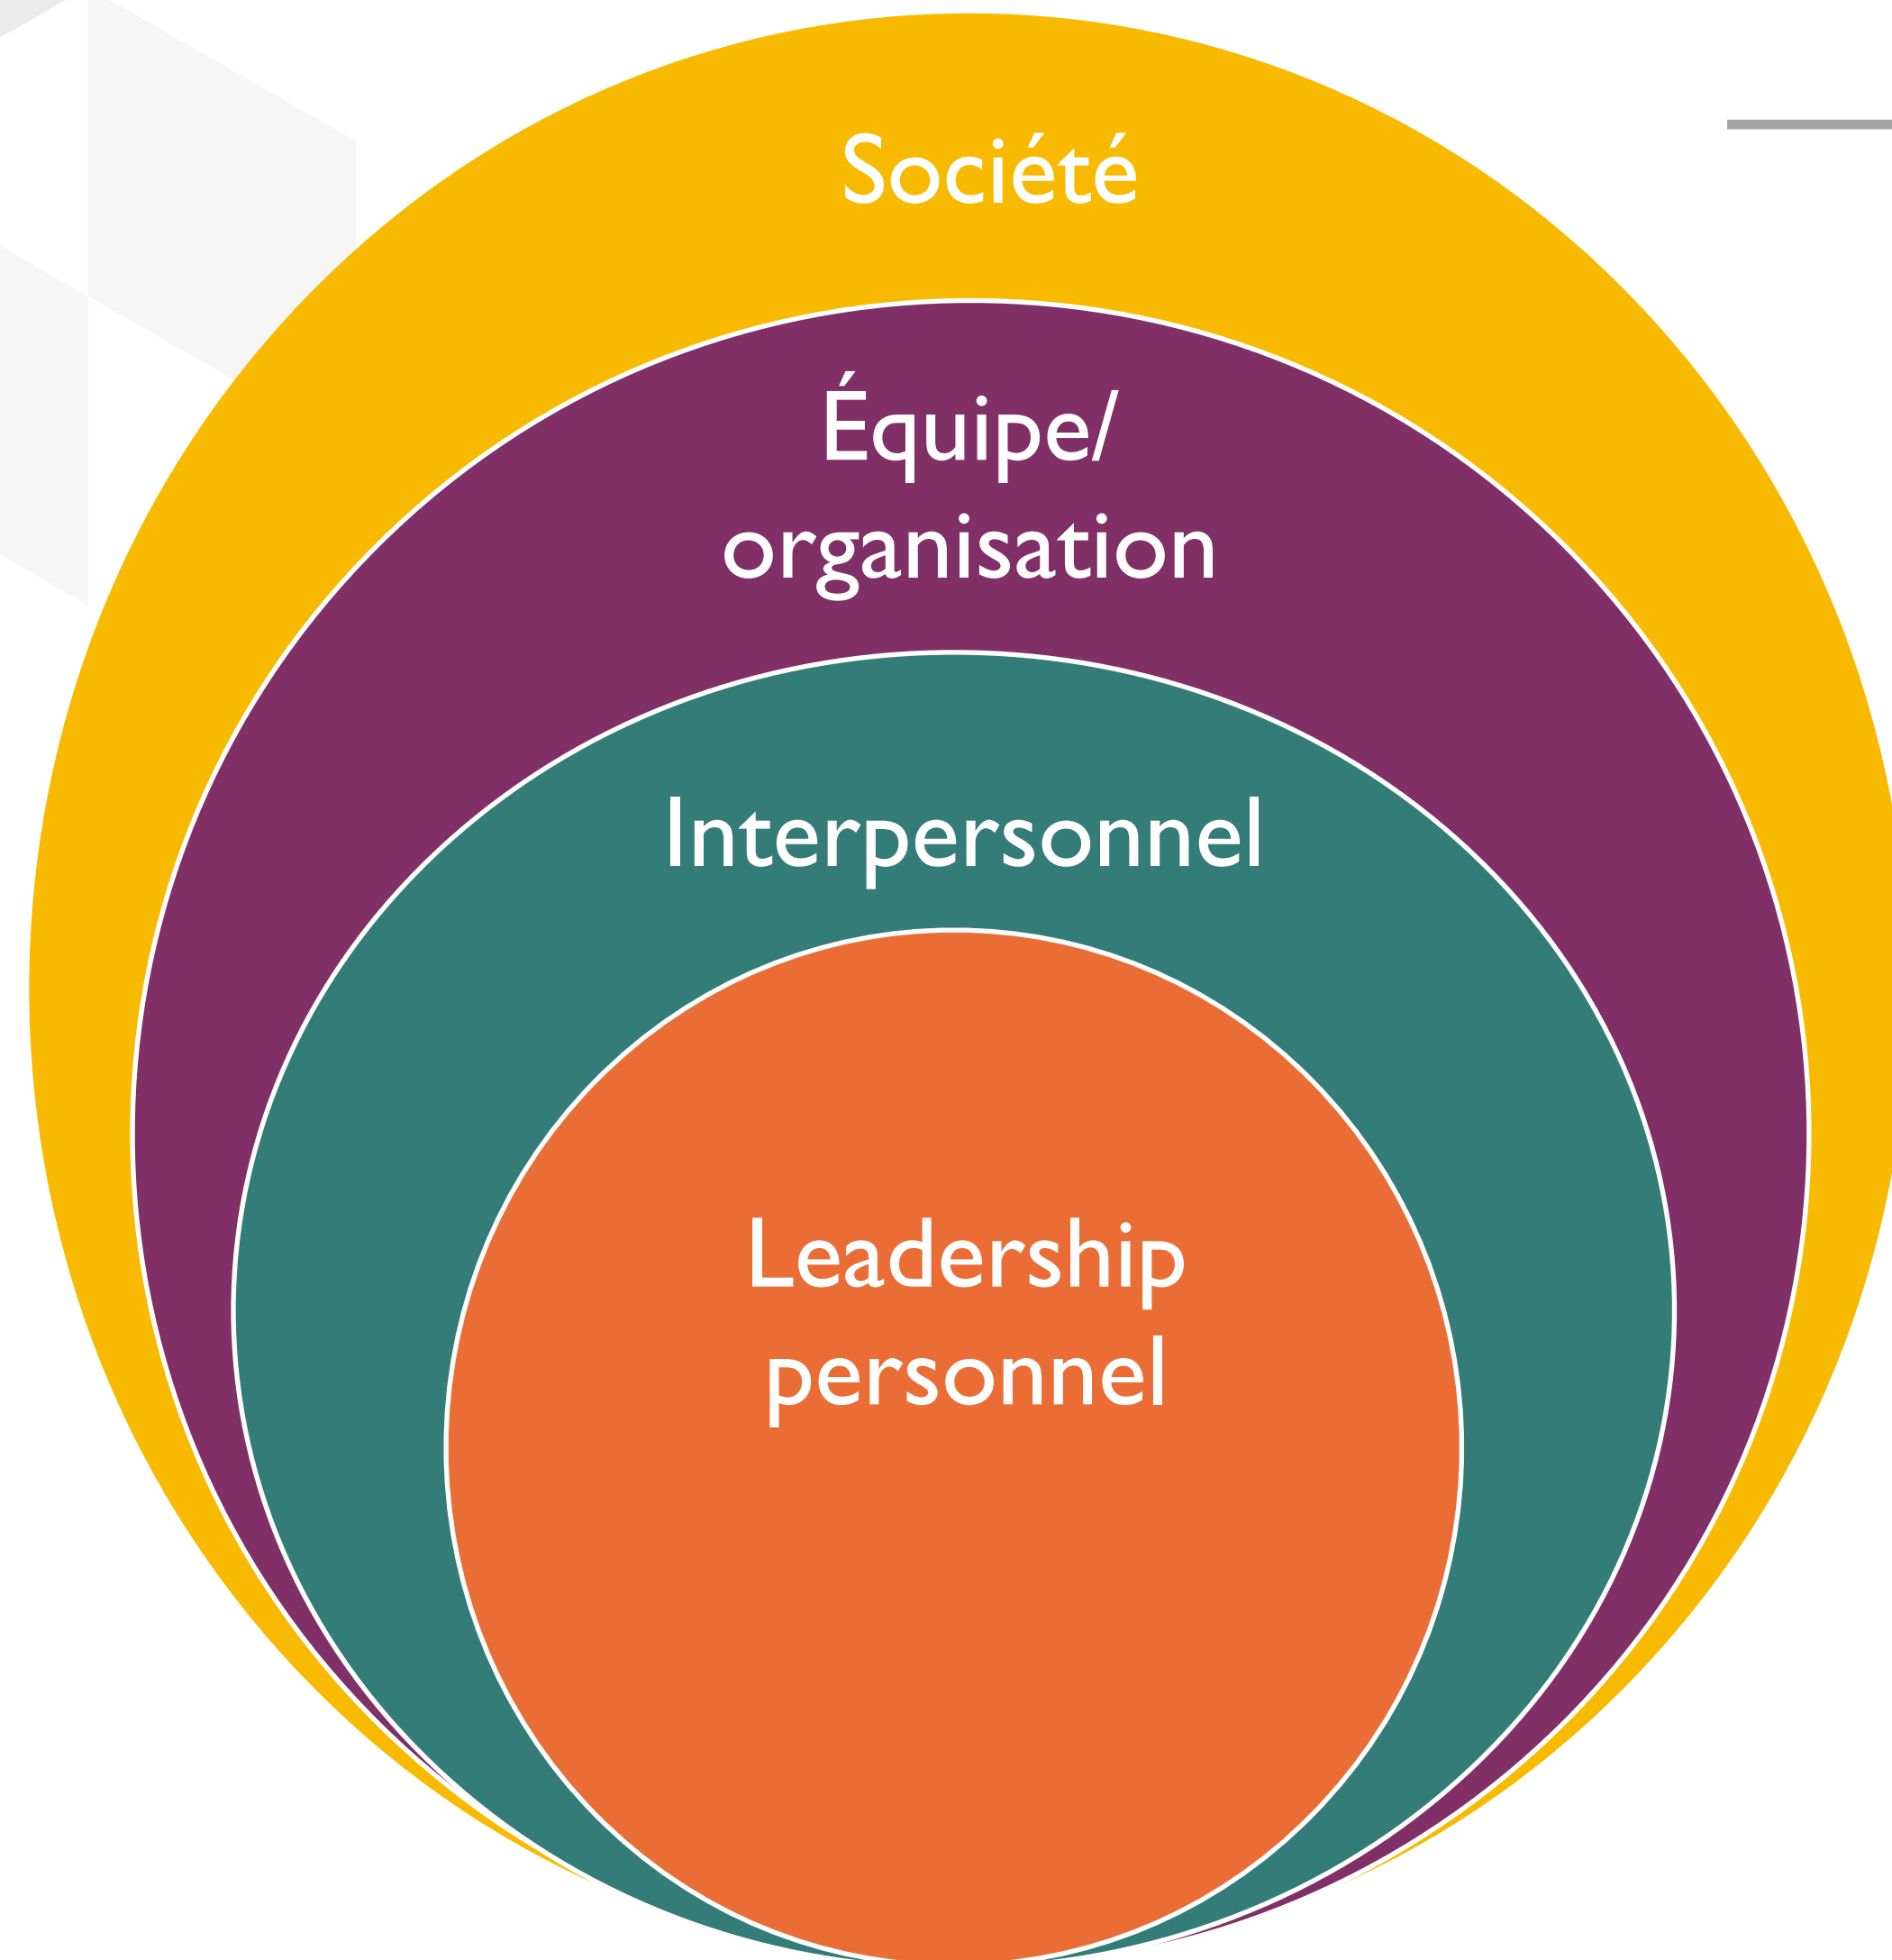 Société
Équipe/
organisation
Interpersonnel
Leadership
personnel